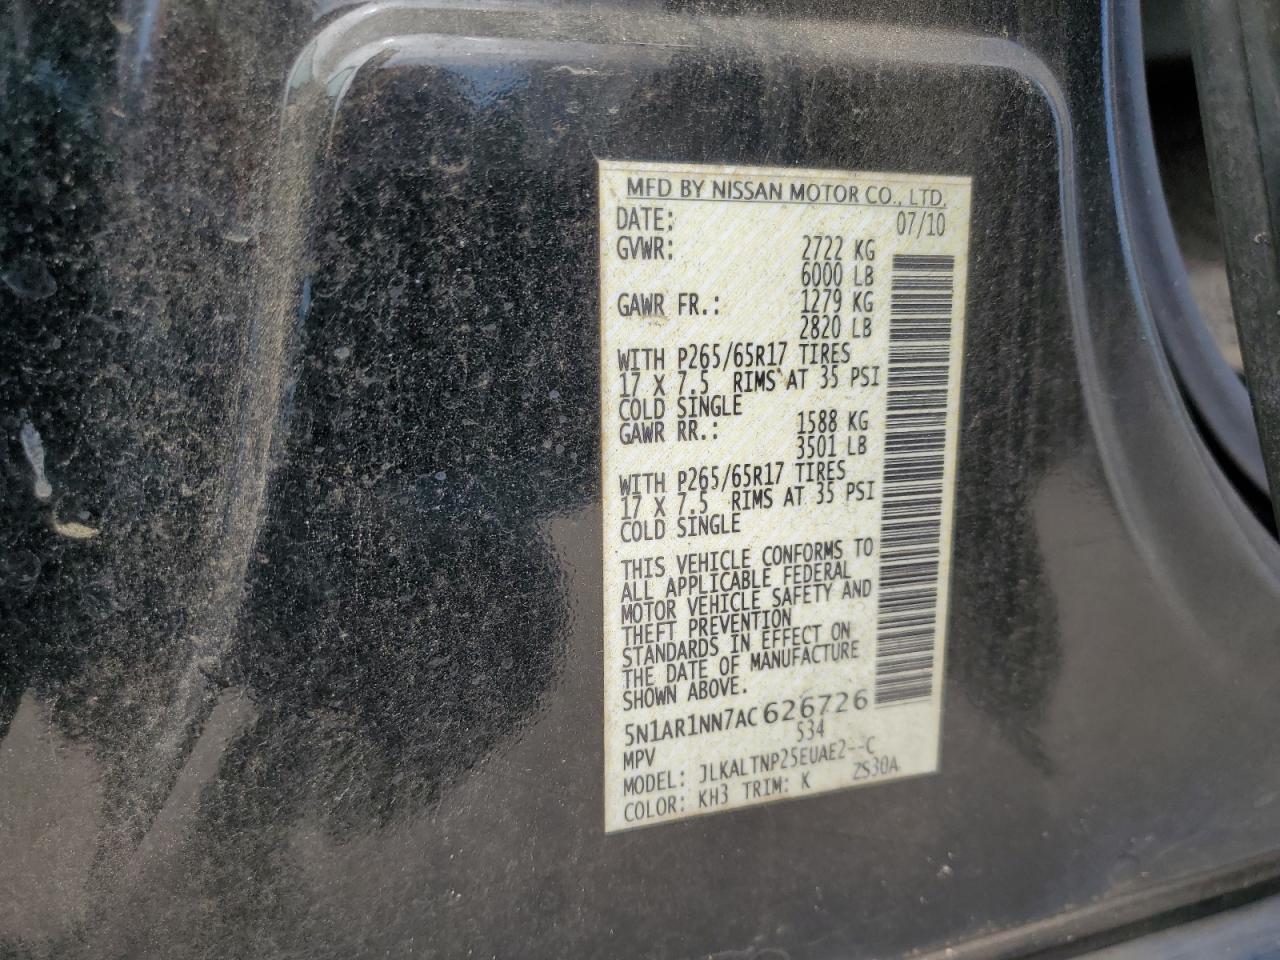 MFD BY NISSAN MOTOR CO., LTD.
DATE: 07/10
GVWR: 2722 KG
6000 LB
GAWR FR.: 1279 KG
2820 LB
WITH P265/65R17 TIRES
17 X 7.5 RIMS AT 35 PSI
COLD SINGLE
GAWR RR.: 1588 KG
3501 LB
WITH P265/65R17 TIRES
17 X 7.5 RIMS AT 35 PSI
COLD SINGLE
THIS VEHICLE CONFORMS TO
ALL APPLICABLE FEDERAL
MOTOR VEHICLE SAFETY AND
THEFT PREVENTION
STANDARDS IN EFFECT ON
THE DATE OF MANUFACTURE
SHOWN ABOVE.
5N1AR1NN7AC626726
MPV 534
MODEL: JLKALTNP25EUAE2--C
COLOR: KH3 TRIM: K ZS30A